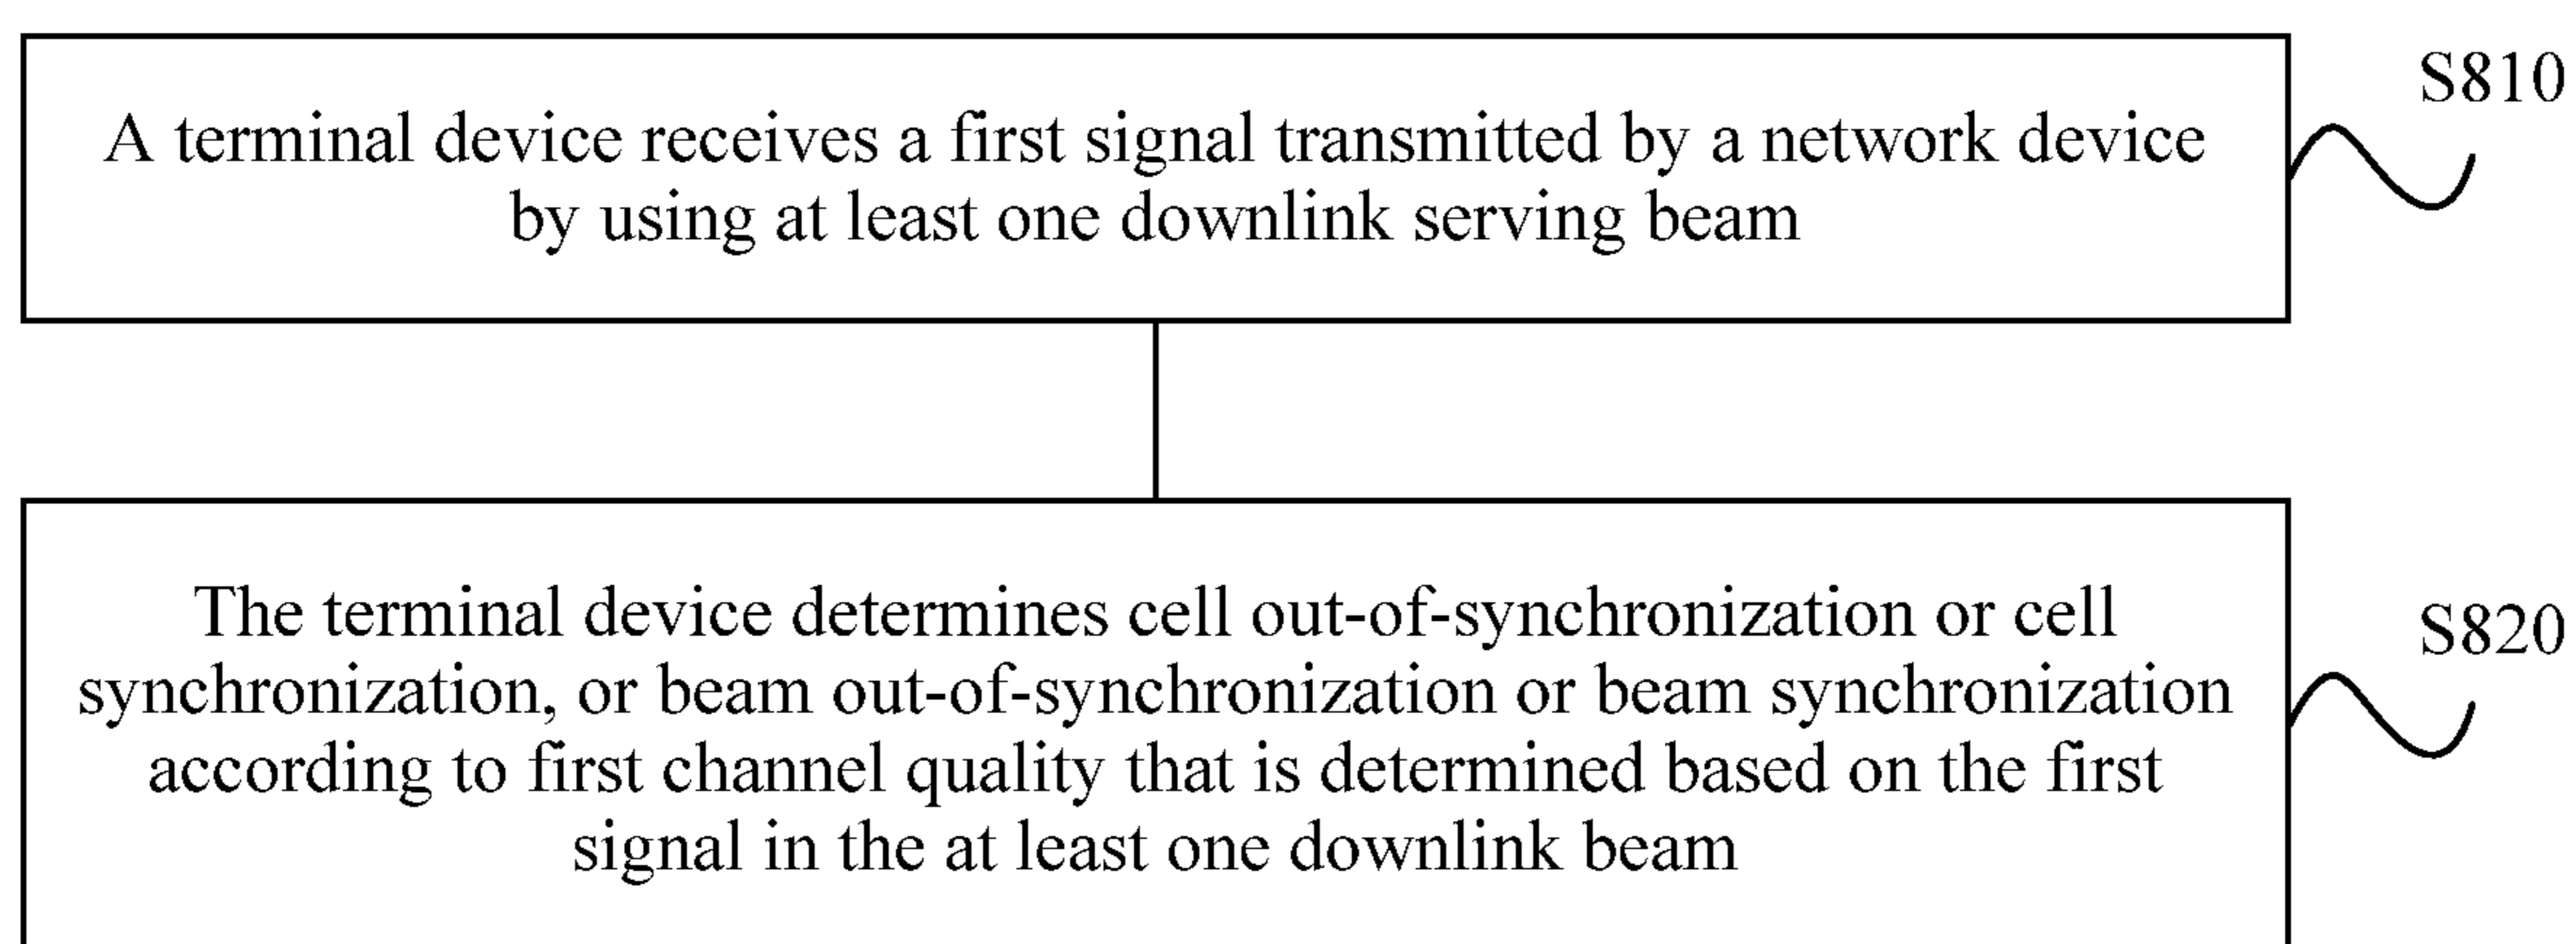 S810
A terminal device receives a first signal transmitted by a network device
by using at least one downlink serving beam
S820
The terminal device determines cell out-of-synchronization or cell
synchronization, or beam out-of-synchronization or beam synchronization
according to first channel quality that is determined based on the first
signal in the at least one downlink beam